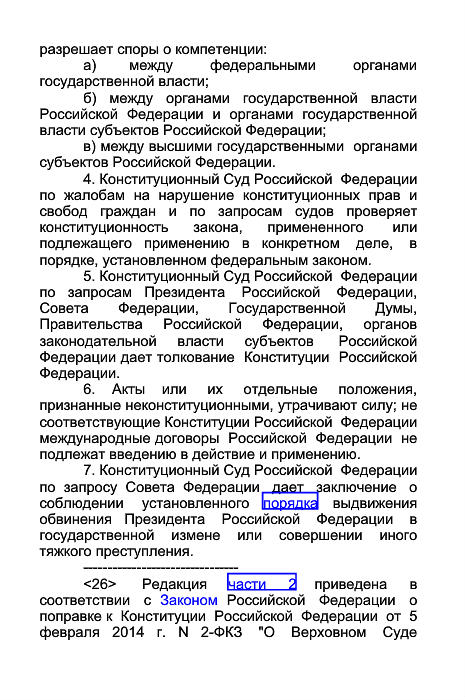 разрешает споры о компетенции:
а) между федеральными органами
государственной власти;
б) между органами государственной власти
Российской Федерации и органами государственной
власти субъектов Российской Федерации;
в) между высшими государственными органами
субъектов Российской Федерации.
4. Конституционный Суд Российской Федерации
по жалобам на нарушение конституционных прав и
свобод граждан и по запросам судов проверяет
конституционность закона, примененного или
подлежащего применению в конкретном деле, в
порядке, установленном федеральным законом.
5. Конституционный Суд Российской Федерации
по запросам Президента Российской Федерации,
Совета Федерации, Государственной Думы,
Правительства Российской Федерации, органов
законодательной власти субъектов Российской
Федерации дает толкование Конституции Российской
Федерации.
6. Акты или их отдельные положения,
признанные неконституционными, утрачивают силу; не
соответствующие Конституции Российской Федерации
международные договоры Российской Федерации не
подлежат введению в действие и применению.
7. Конституционный Суд Российской Федерации
по запросу Совета Федерации дает заключение о
соблюдении установленного порядка выдвижения
обвинения Президента Российской Федерации в
государственной измене или совершении иного
тяжкого преступления.
--------------------------------
<26> Редакция части 2 приведена в
соответствии с Законом Российской Федерации о
поправке к Конституции Российской Федерации от 5
февраля 2014 г. N 2-ФКЗ "О Верховном Суде